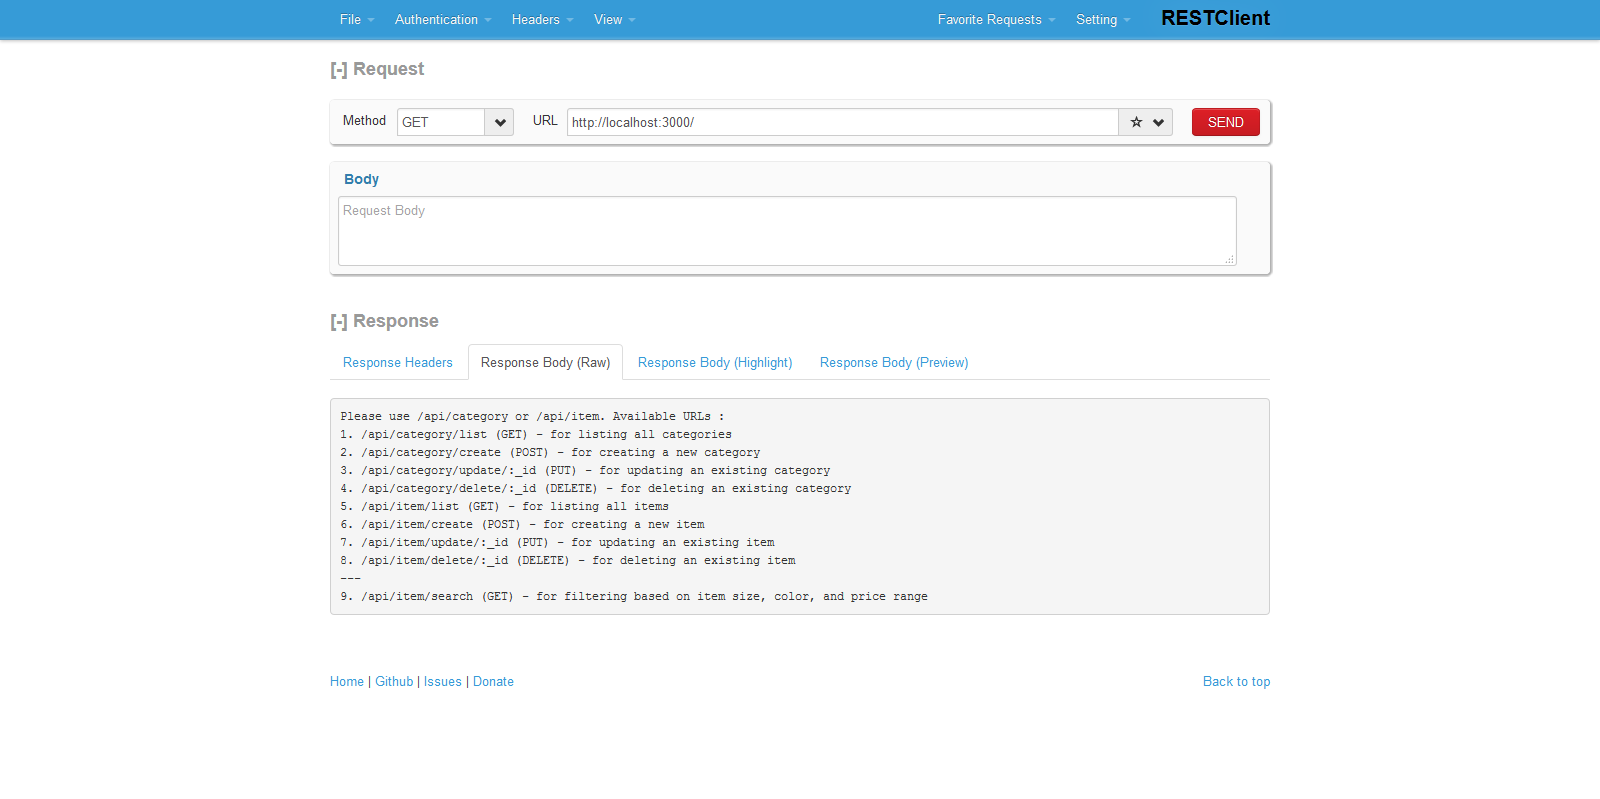 File Authentication Headers View Favorite Requests Setting RESTClient
[-] Request
Method GET URL http://localhost:3000/ SEND
Body
Request Body
[-] Response
Response Headers Response Body (Raw) Response Body (Highlight) Response Body (Preview)
Please use /api/category or /api/item. Available URLs :
1. /api/category/list (GET) - for listing all categories
2. /api/category/create (POST) - for creating a new category
3. /api/category/update/:_id (PUT) - for updating an existing category
4. /api/category/delete/:_id (DELETE) - for deleting an existing category
5. /api/item/list (GET) - for listing all items
6. /api/item/create (POST) - for creating a new item
7. /api/item/update/:_id (PUT) - for updating an existing item
8. /api/item/delete/:_id (DELETE) - for deleting an existing item
---
9. /api/item/search (GET) - for filtering based on item size, color, and price range
Home | Github | Issues | Donate Back to top